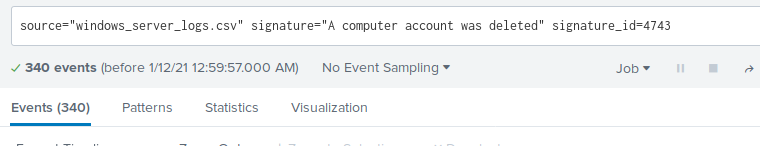 source="windows_server_logs.csv" signature="A computer account was deleted" signature_id=4743
✓ 340 events (before 1/12/21 12:59:57.000 AM) No Event Sampling Job
Events (340) Patterns Statistics Visualization